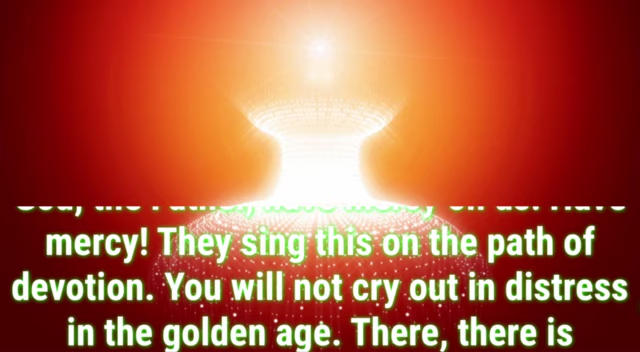 mercy! They sing this on the path of
devotion. You will not cry out in distress
in the golden age. There, there is